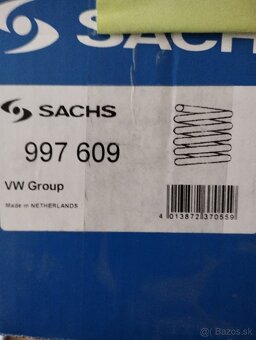 SACHS
SACHS
997 609
VW Group
Made in NETHERLANDS
4 013872 370559
Bazos.sk